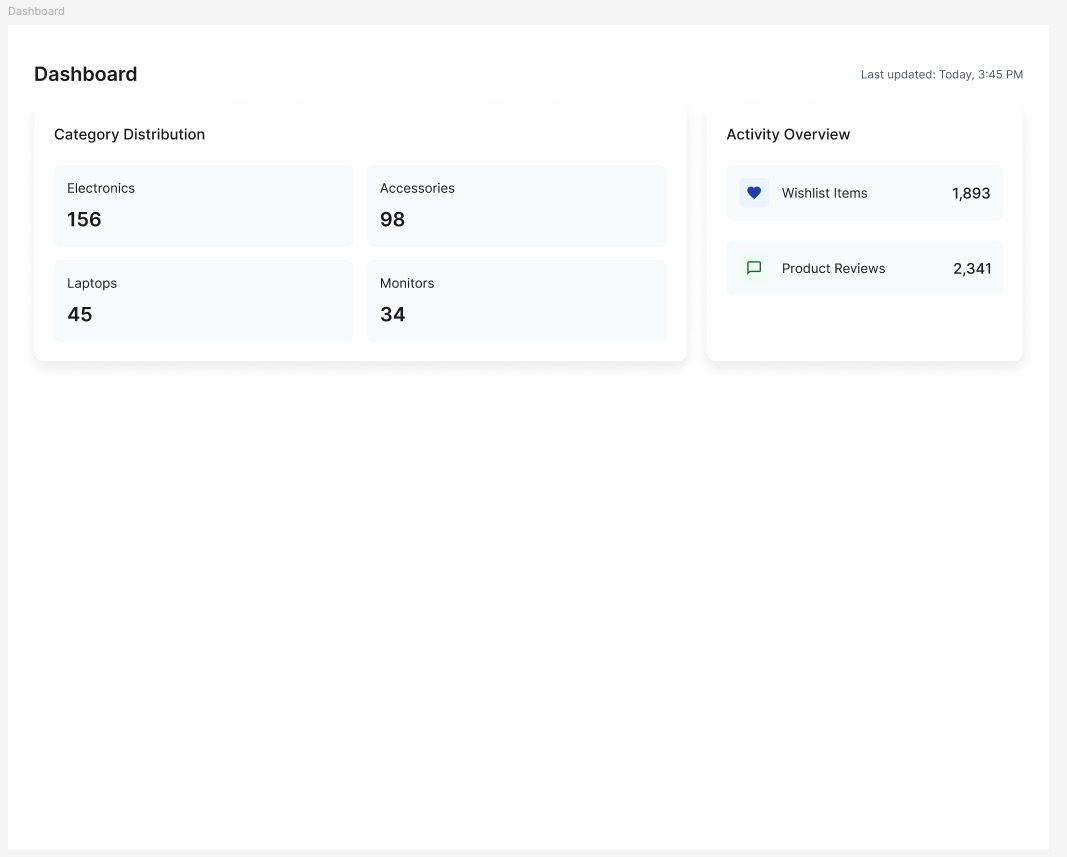 Dashboard
Dashboard
Last updated: Today, 3:45 PM
Category Distribution
Electronics
156
Accessories
98
Laptops
45
Monitors
34
Activity Overview
Wishlist Items 1,893
Product Reviews 2,341